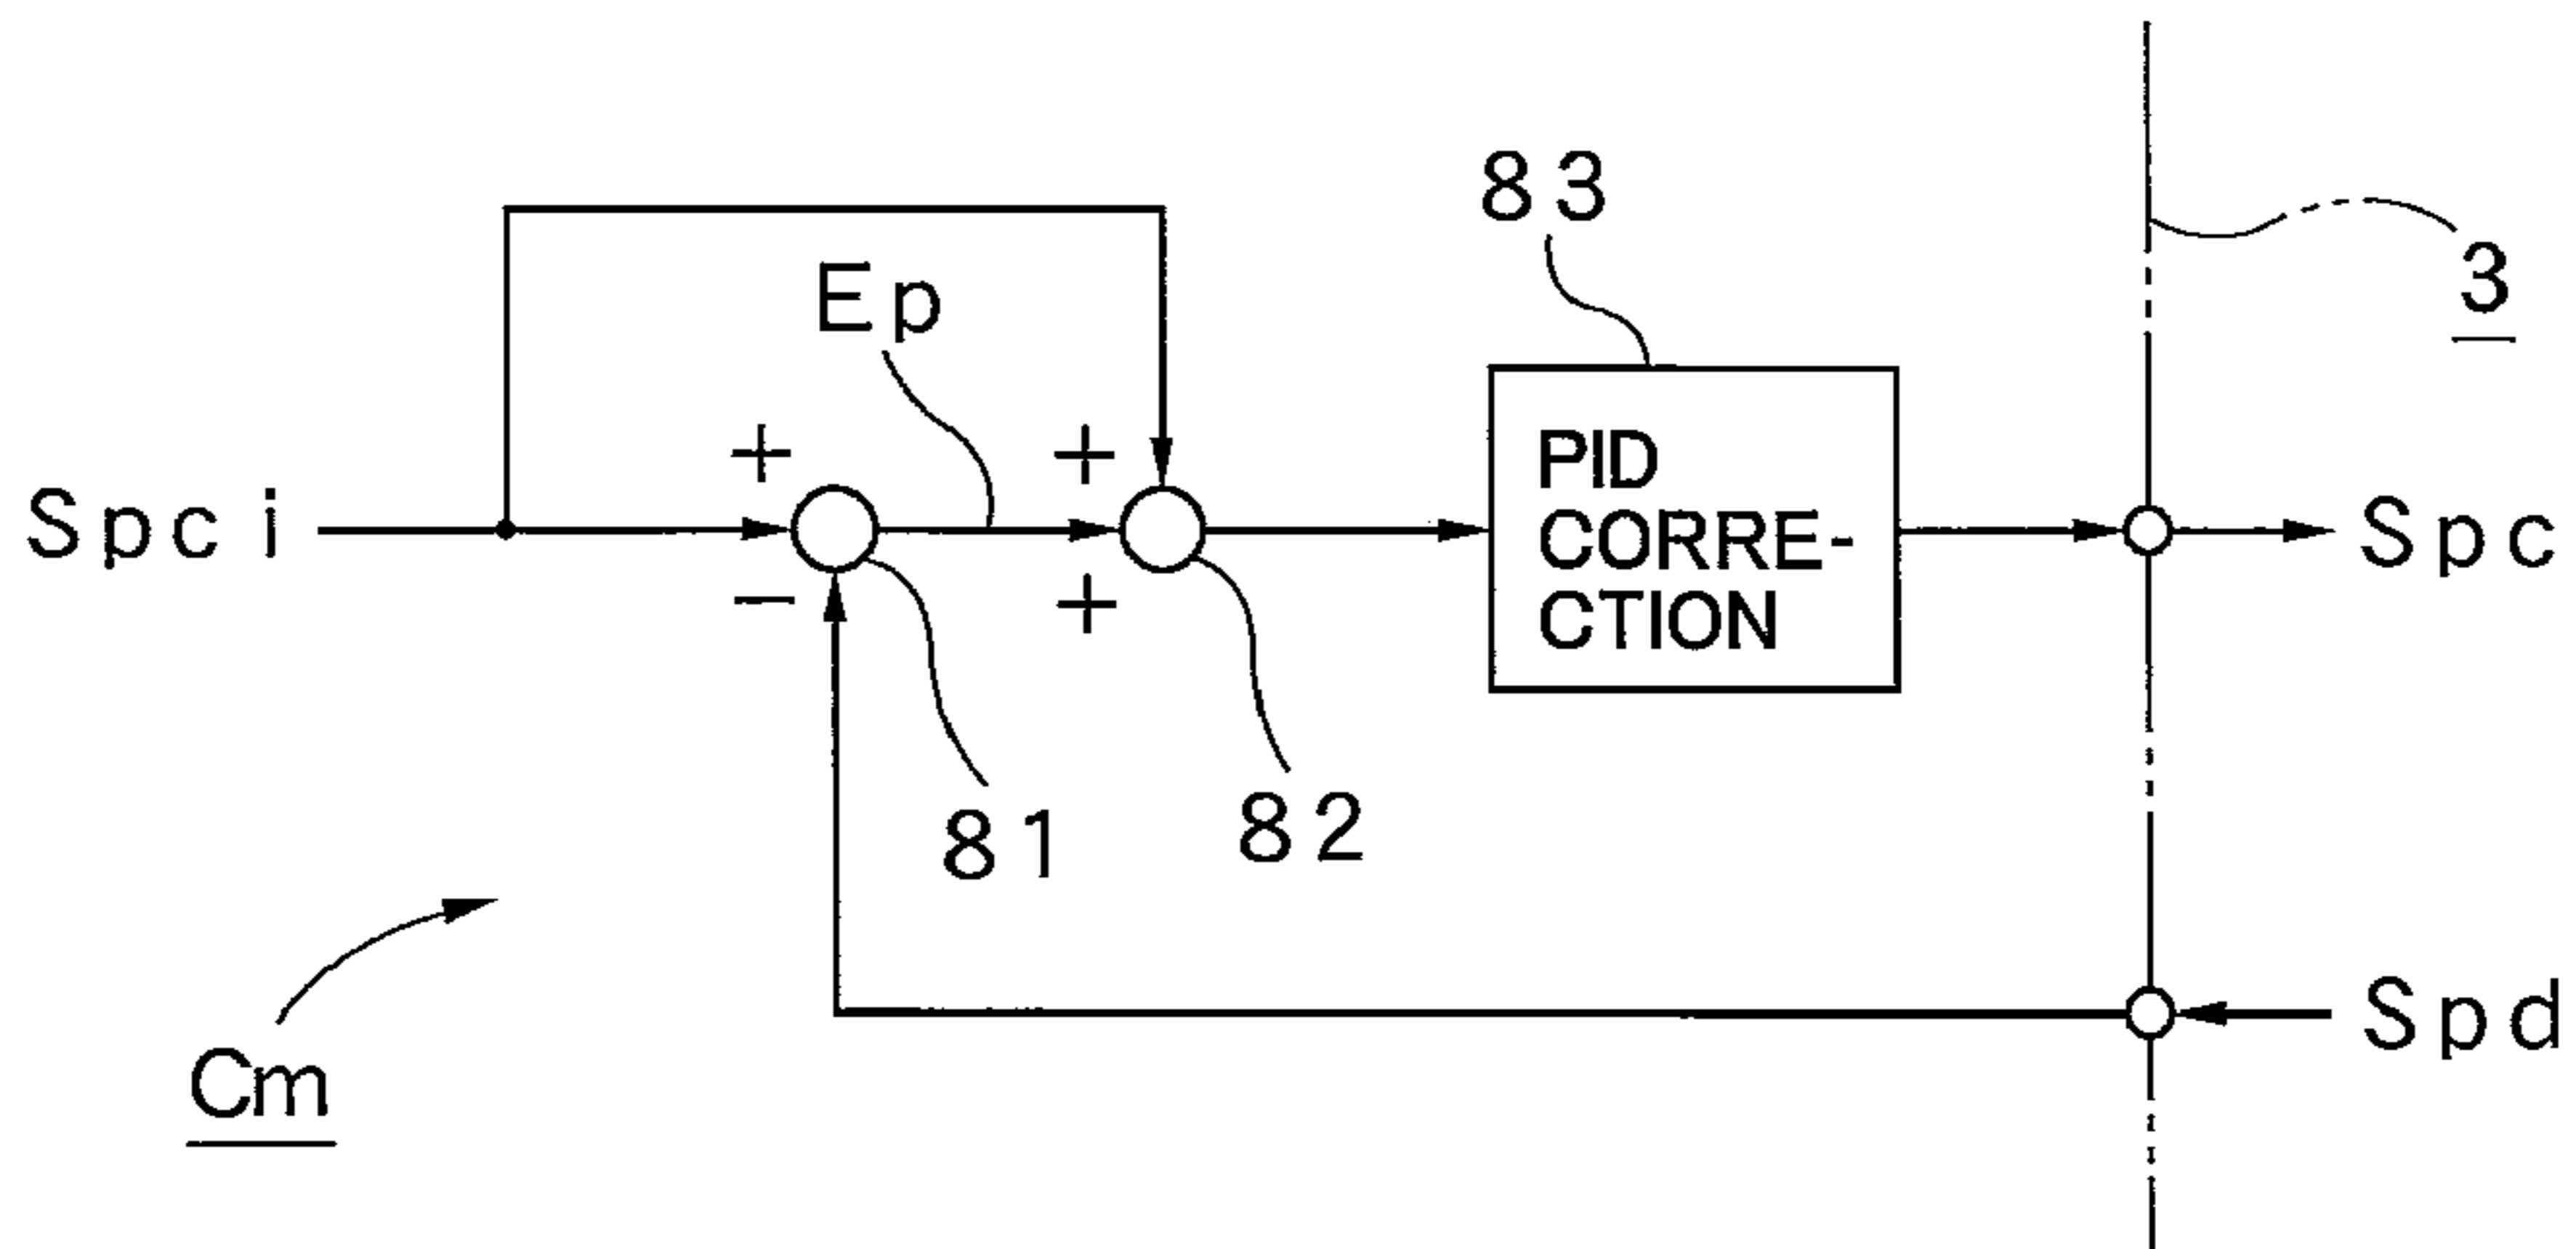 83
3
Ep
+
+
Spci
PID
CORRE-
CTION
Spc
−
+
81
82
Cm
Spd